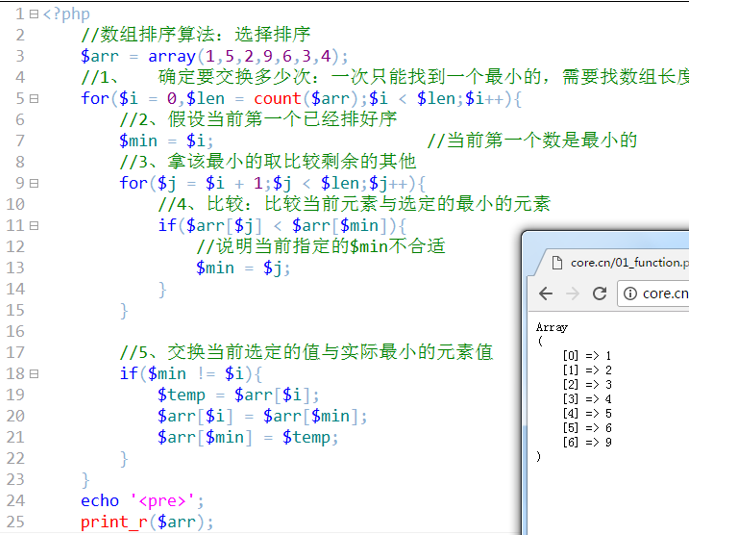 1 <?php
2 //数组排序算法：选择排序
3 $arr = array(1,5,2,9,6,3,4);
4 //1、 确定要交换多少次：一次只能找到一个最小的，需要找数组长度
5 for($i = 0,$len = count($arr);$i < $len;$i++){
6 //2、假设当前第一个已经排好序
7 $min = $i; //当前第一个数是最小的
8 //3、拿该最小的取比较剩余的其他
9 for($j = $i + 1;$j < $len;$j++){
10 //4、比较：比较当前元素与选定的最小的元素
11 if($arr[$j] < $arr[$min]){
12 //说明当前指定的$min不合适
13 $min = $j;
14 }
15 }
16
17 //5、交换当前选定的值与实际最小的元素值
18 if($min != $i){
19 $temp = $arr[$i];
20 $arr[$i] = $arr[$min];
21 $arr[$min] = $temp;
22 }
23 }
24 echo '<pre>';
25 print_r($arr);
core.cn/01_function.p
core.cn
Array
(
[0] => 1
[1] => 2
[2] => 3
[3] => 4
[4] => 5
[5] => 6
[6] => 9
)